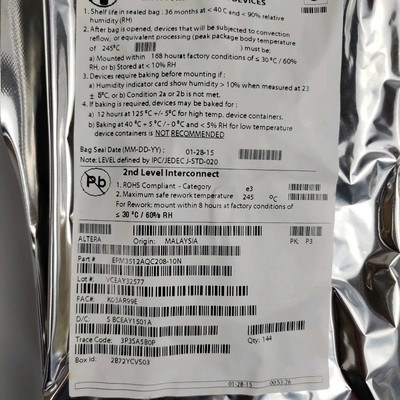 DEVICES
1. Shelf life in sealed bag : 36 months at < 40 C and < 90% relative
humidity (RH)
2. After bag is opened, devices that will be subjected to convection
reflow, or equivalent processing (peak package body temperature
of 245°C ) must be:
a) Mounted within 168 hours at factory conditions of ≤ 30 °C / 60%
RH, or b) Stored at < 10% RH
3. Devices require baking before mounting if :
a) Humidity indicator card show humidity > 10% when measured at 23
± 5°C, or b) Condition 2a or 2b is not met.
4. If baking is required, devices may be baked for :
a) 12 hours at 125 °C +/- 5°C for high temp, device containers.
b) Baking at 40°C + 5 °C / - 0°C and < 5% RH for low temperature
device containers is NOT RECOMMENDED
Bag Seal Date (MM-DD-YY) : 01-28-15
Note: LEVEL defined by IPC/JEDEC J-STD-020
Pb
2nd Level Interconnect
1. ROHS Compliant - Category e3
2. Maximum safe rework temperature 245 °C
For Rework: mount within 8 hours at factory conditions of
≤ 30 °C / 60% RH
ALTERA Origin: MALAYSIA PK: P3
Part #: EPM3512AQC208-10N
Lot #: VCEAY32577
FAC#: K03AR99E
D/C: 5 BCEAY1501A
Trace Code: 3P35A5B0P Qty: 144
Box id: 2B72YCVS03
01-28-15 00:53:26